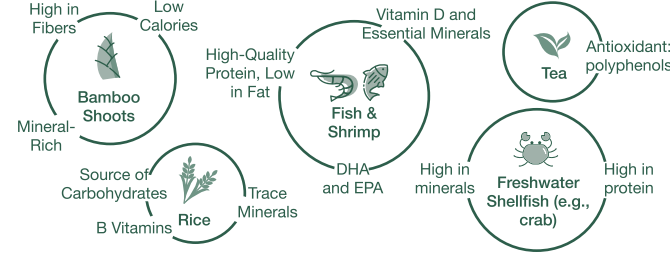 High in
Fibers
Low
Calories
Bamboo
Shoots
Mineral-
Rich
Vitamin D and
Essential Minerals
High-Quality
Protein, Low
in Fat
Fish &
Shrimp
DHA
and EPA
Tea
Antioxidant:
polyphenols
Source of
Carbohydrates
B Vitamins
Rice
Trace
Minerals
High in
minerals
Freshwater
Shellfish (e.g.,
crab)
High in
protein